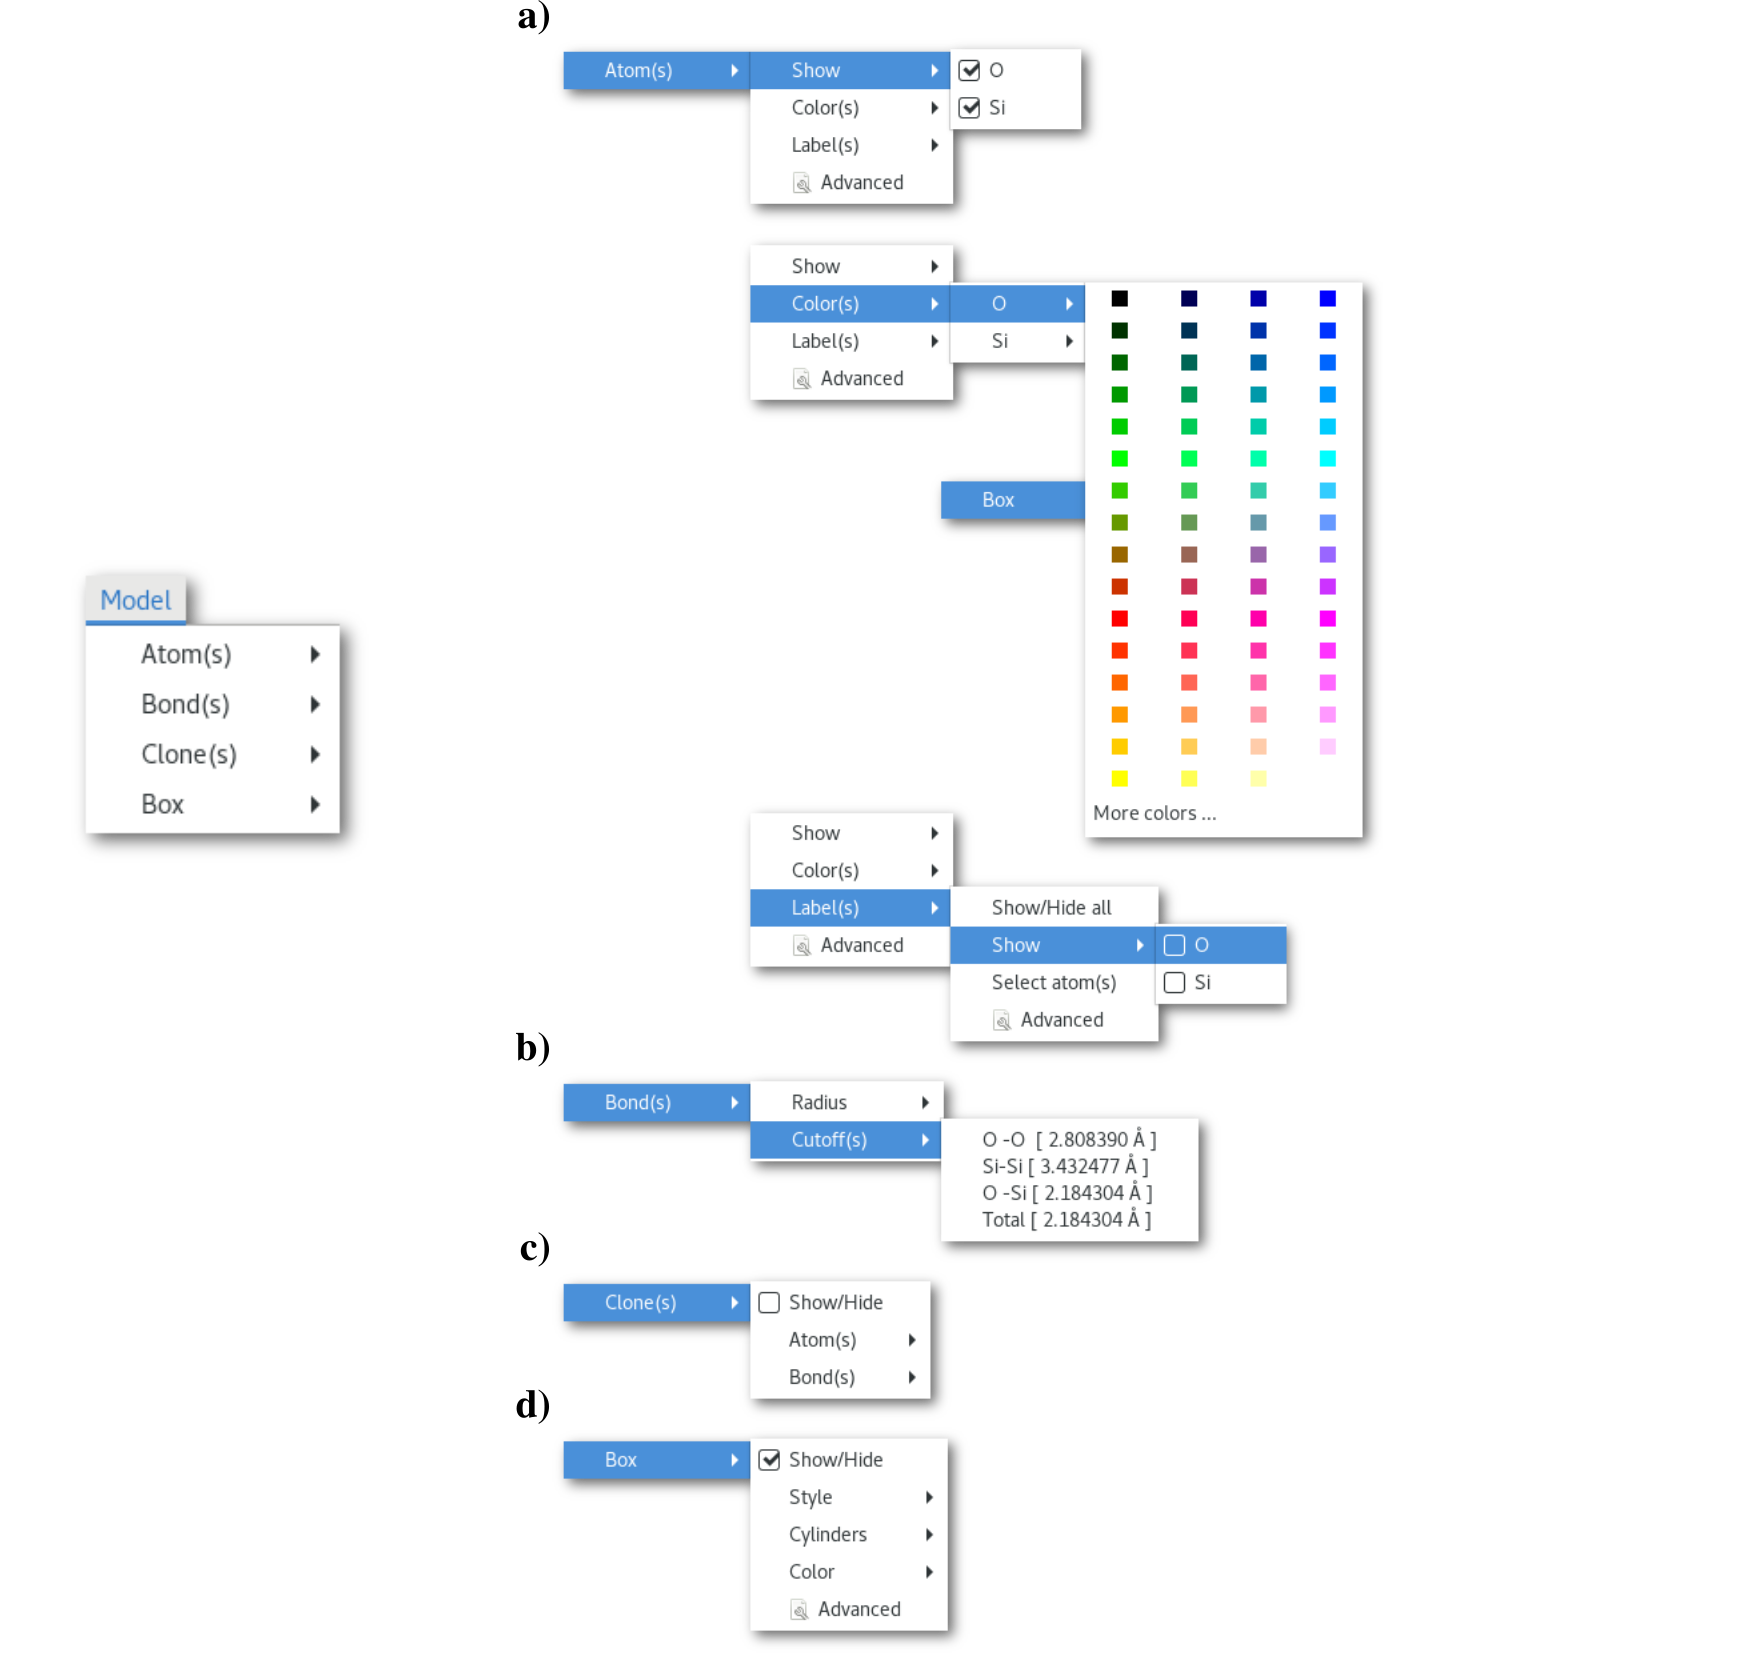 a)
Atom(s)
Show
O
Color(s)
Si
Label(s)
Advanced
Show
Color(s)
O
Label(s)
Si
Advanced
Box
Model
Atom(s)
Bond(s)
Clone(s)
Box
More colors ...
Show
Color(s)
Label(s)
Show/Hide all
Advanced
Show
O
Select atom(s)
Si
Advanced
b)
Bond(s)
Radius
Cutoff(s)
O -O [ 2.808390 Å ]
Si-Si [ 3.432477 Å ]
O -Si [ 2.184304 Å ]
Total [ 2.184304 Å ]
c)
Clone(s)
Show/Hide
Atom(s)
Bond(s)
d)
Box
Show/Hide
Style
Cylinders
Color
Advanced